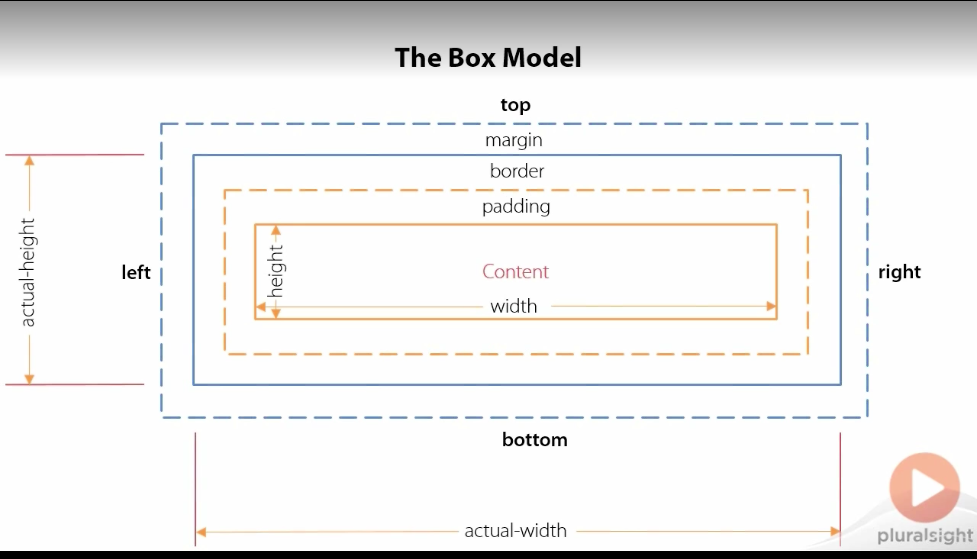 The Box Model
top
margin
border
padding
actual-height
left
height
Content
right
width
bottom
actual-width
pluralsight